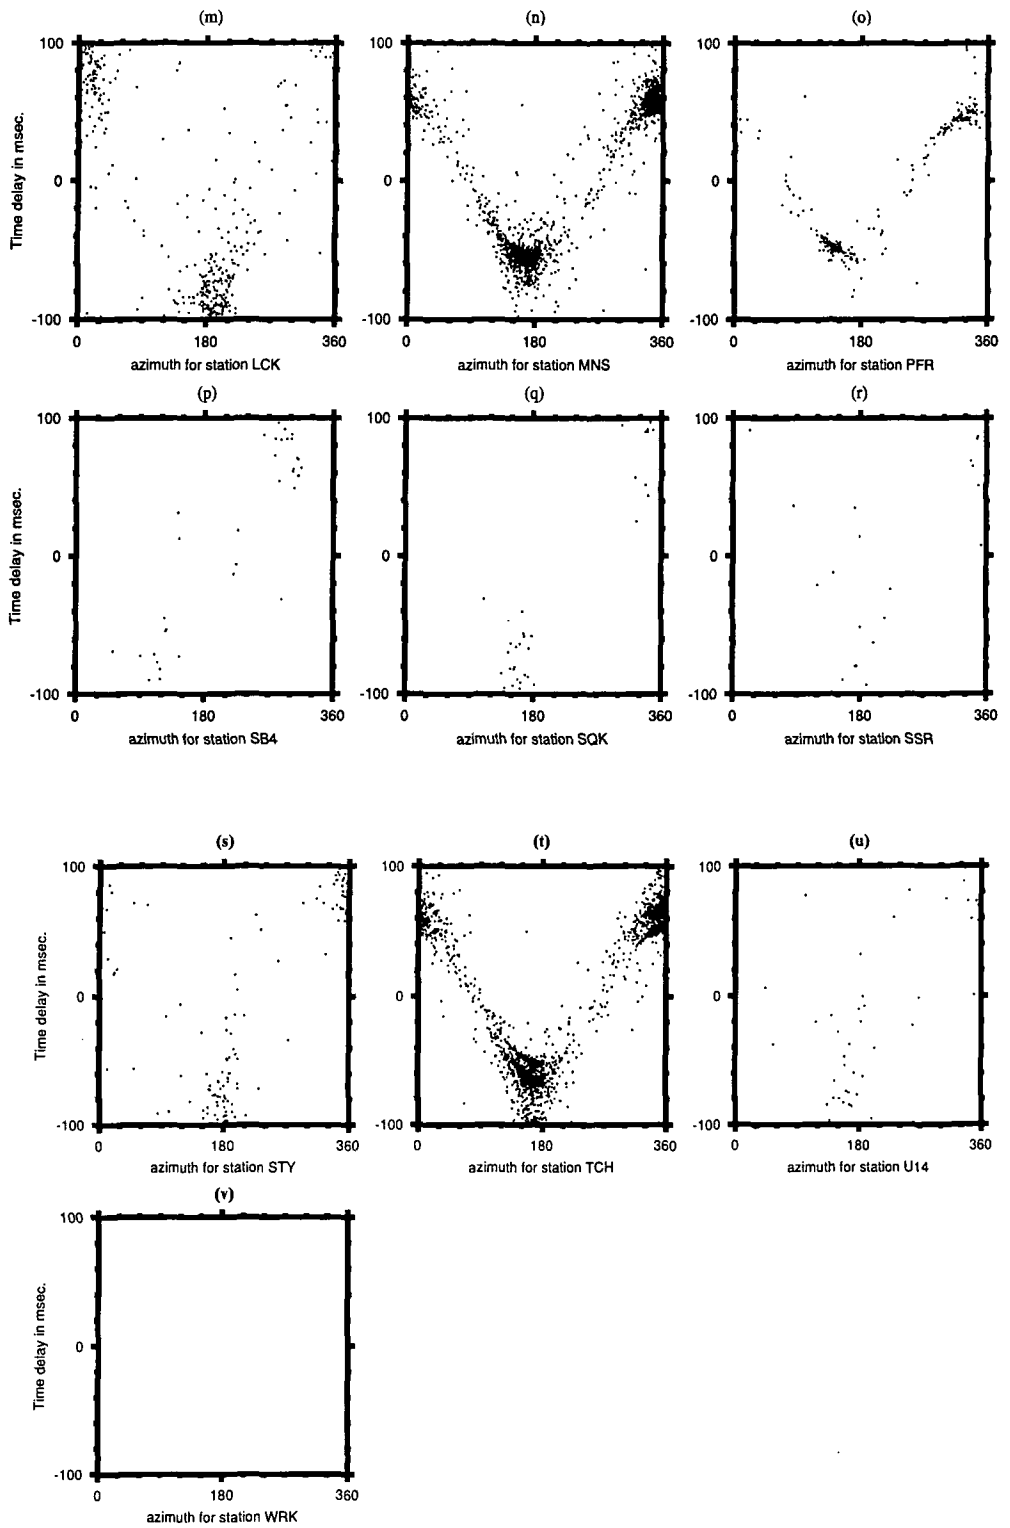 (m) (n) (o)
100 100 100
Time delay in msec.
0 0 0
-100 -100 -100
0 180 360 0 180 360 0 180 360
azimuth for station LCK azimuth for station MNS azimuth for station PFR
(p) (q) (r)
100 100 100
Time delay in msec.
0 0 0
-100 -100 -100
0 180 360 0 180 360 0 180 360
azimuth for station SB4 azimuth for station SQK azimuth for station SSR
(s) (t) (u)
100 100 100
Time delay in msec.
0 0 0
-100 -100 -100
0 180 360 0 180 360 0 180 360
azimuth for station STY azimuth for station TCH azimuth for station U14
(v)
100
Time delay in msec.
0
-100
0 180 360
azimuth for station WRK